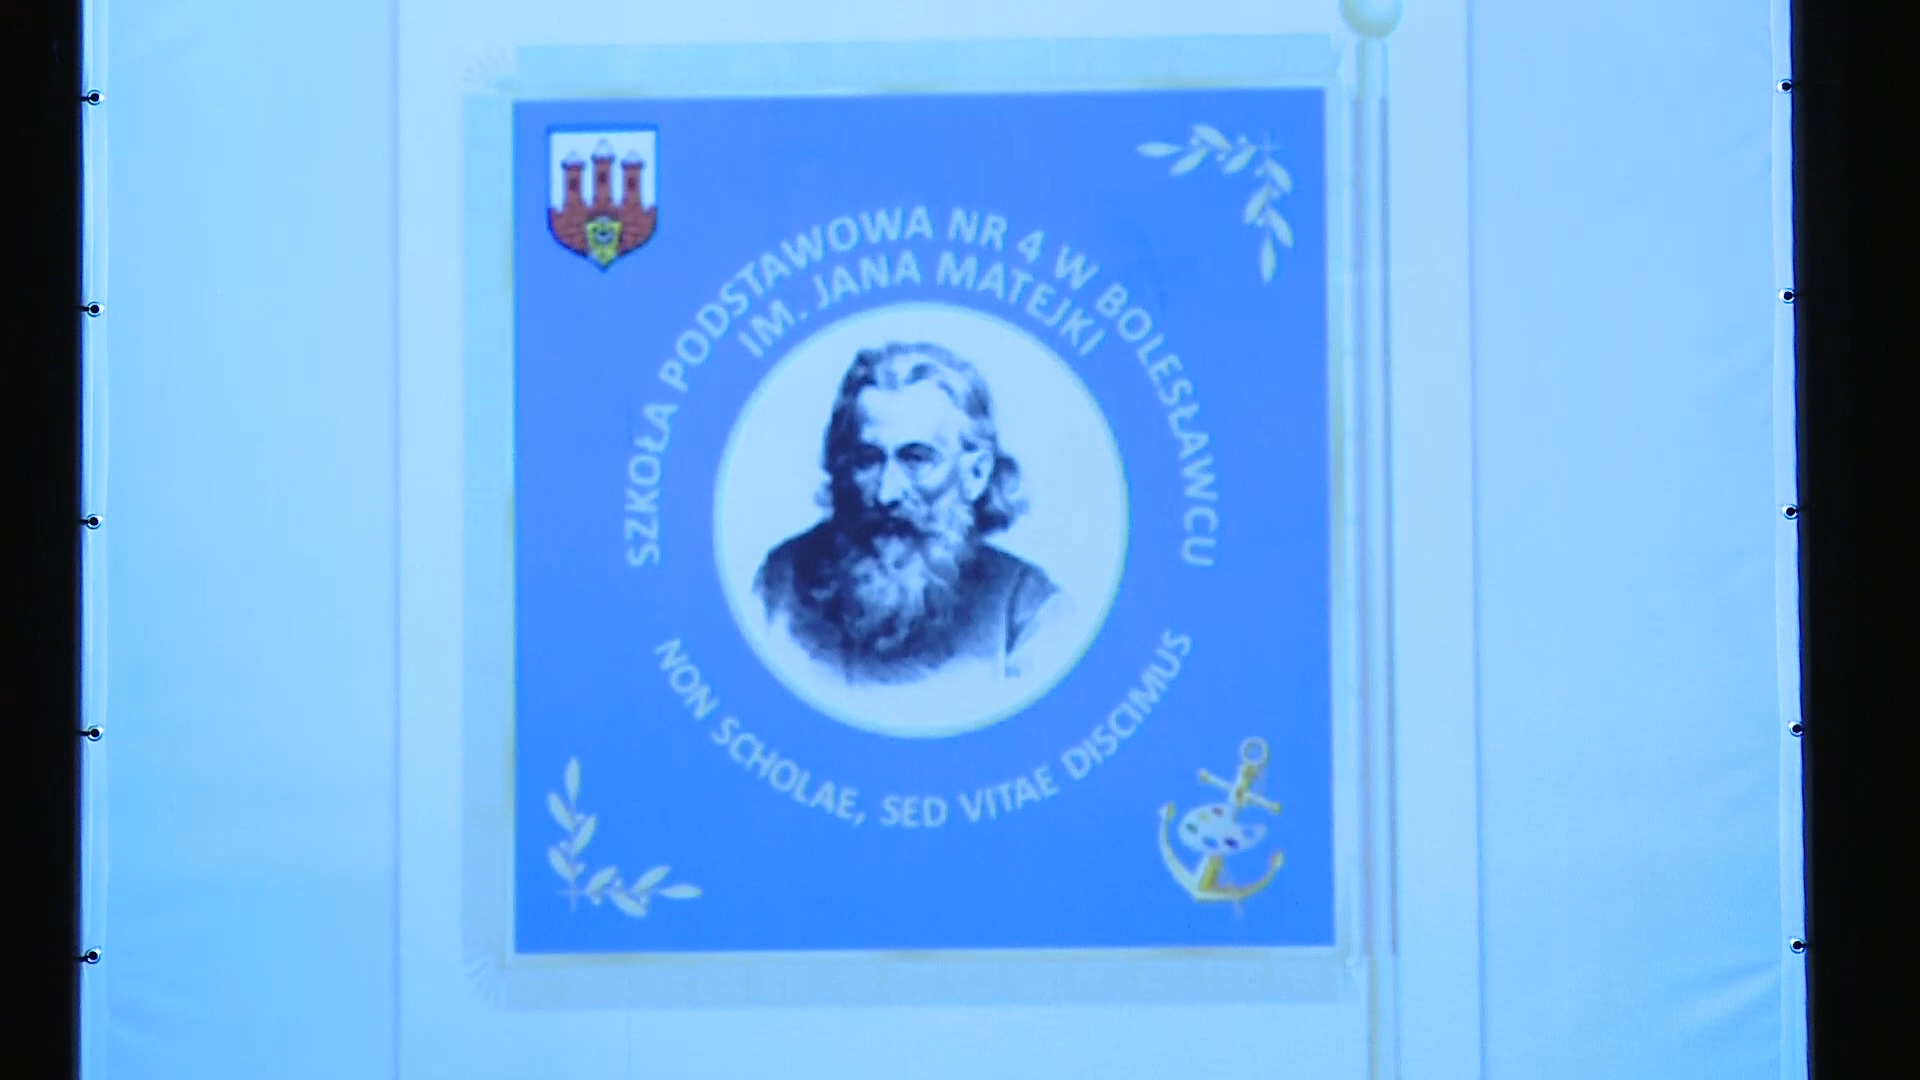 SZKOŁA PODSTAWOWA NR 4 W BOLESŁAWCU
IM. JANA MATEJKI
NON SCHOLAE, SED VITAE DISCIMUS